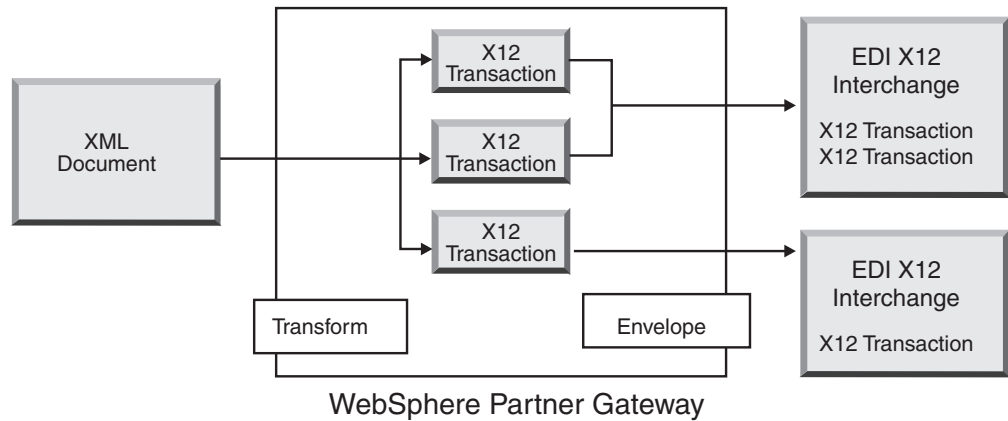 XML
Document
X12
Transaction
X12
Transaction
X12
Transaction
Transform
Envelope
EDI X12
Interchange
X12 Transaction
X12 Transaction
EDI X12
Interchange
X12 Transaction
WebSphere Partner Gateway